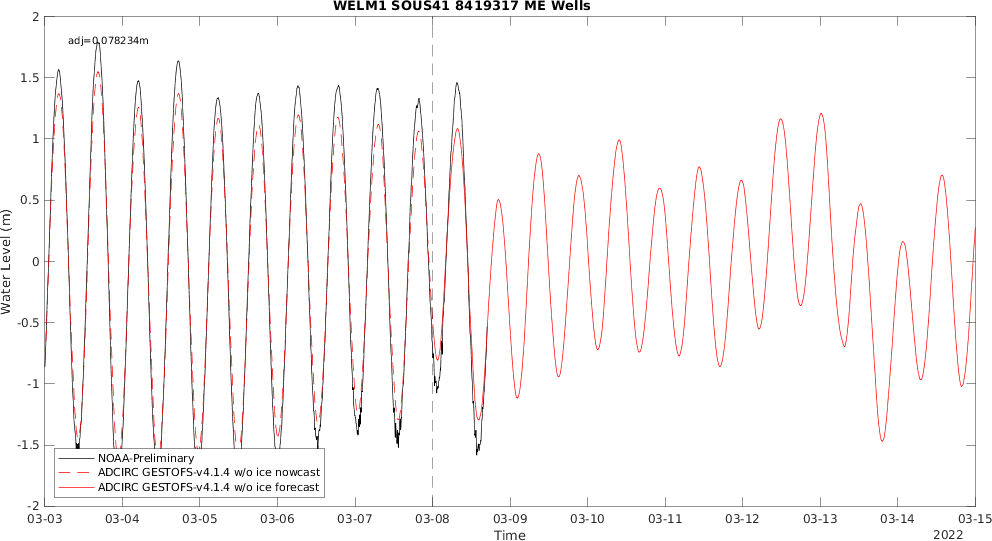 WELM1 SOUS41 8419317 ME Wells
adj=0.078234m
2
1.5
1
0.5
0
-0.5
-1
-1.5
-2
Water Level (m)
NOAA-Preliminary
ADCIRC GESTOFS-v4.1.4 w/o ice nowcast
ADCIRC GESTOFS-v4.1.4 w/o ice forecast
03-03 03-04 03-05 03-06 03-07 03-08 03-09 03-10 03-11 03-12 03-13 03-14 03-15
Time
2022